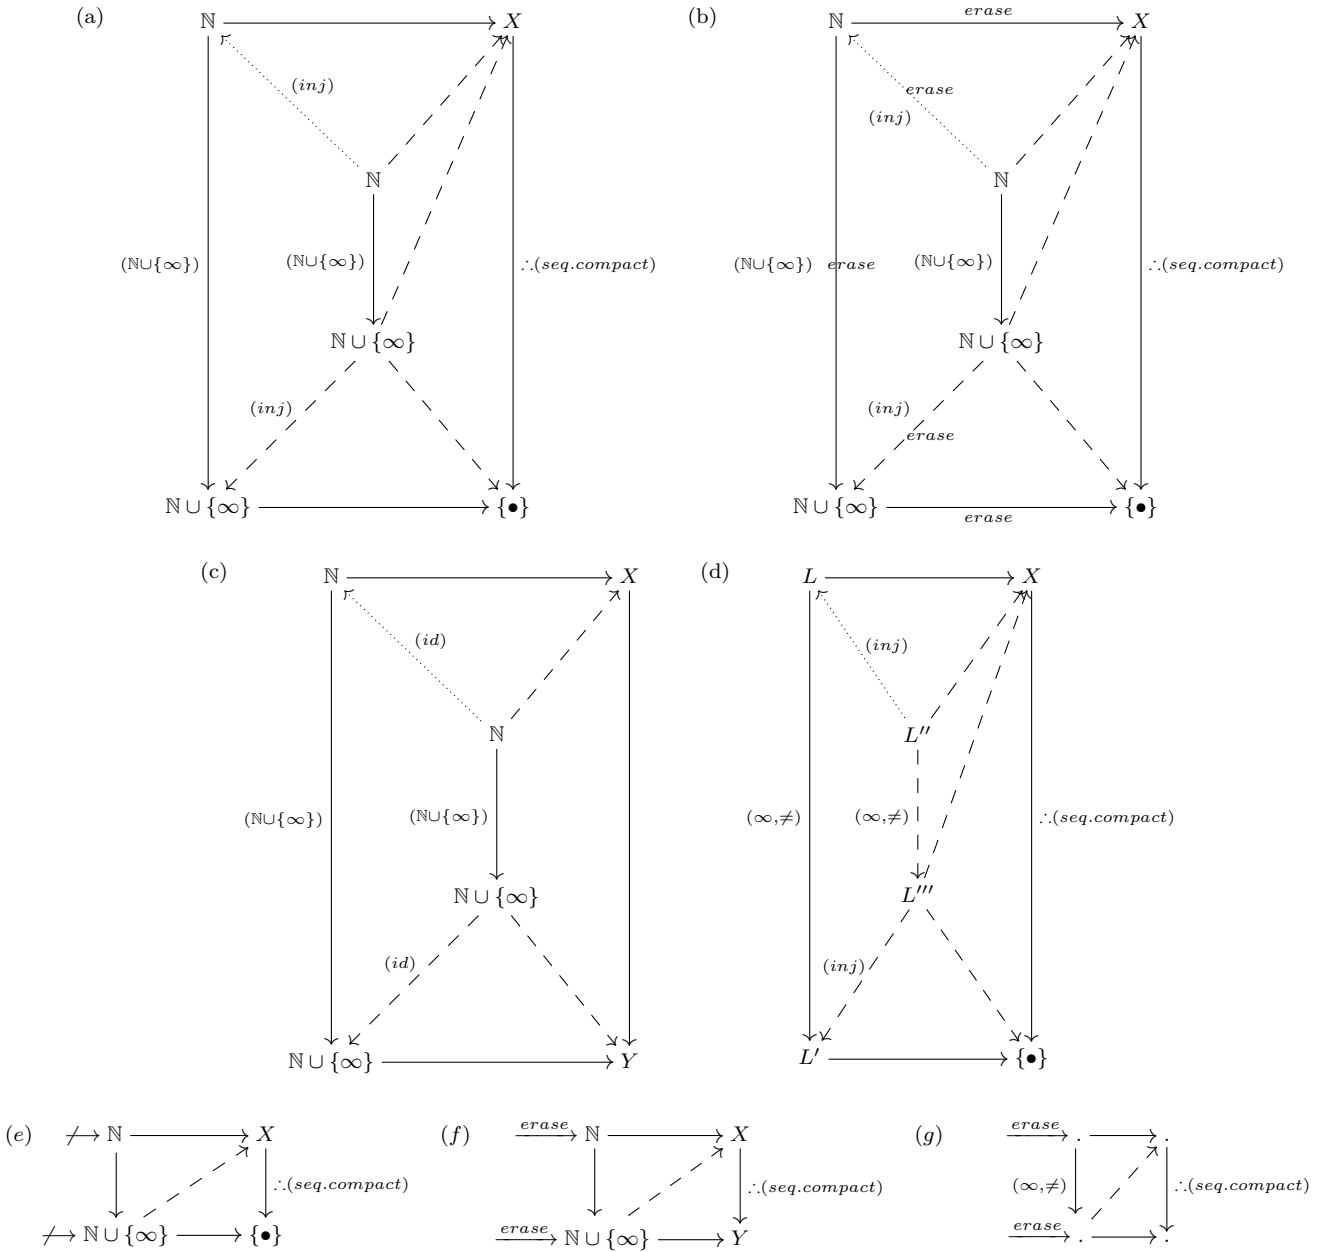 (a) ℕ X (b) ℕ erase X
(inj) erase
(inj)
ℕ ℕ
(ℕ∪{∞}) (ℕ∪{∞}) ∴(seq.compact) (ℕ∪{∞}) erase (ℕ∪{∞}) ∴(seq.compact)
ℕ ∪ {∞} ℕ ∪ {∞}
(inj) (inj)
erase
ℕ ∪ {∞} {•} ℕ ∪ {∞} erase {•}
(c) ℕ X (d) L X
(id) (inj)
ℕ L′′
(ℕ∪{∞}) (ℕ∪{∞}) (∞,≠) (∞,≠) ∴(seq.compact)
ℕ ∪ {∞} L′′′
(id) (inj)
ℕ ∪ {∞} Y L′ {•}
(e) ℕ X (f) erase ℕ X (g) erase . .
∴(seq.compact) ∴(seq.compact) (∞,≠) ∴(seq.compact)
ℕ ∪ {∞} {•} erase ℕ ∪ {∞} Y erase . .